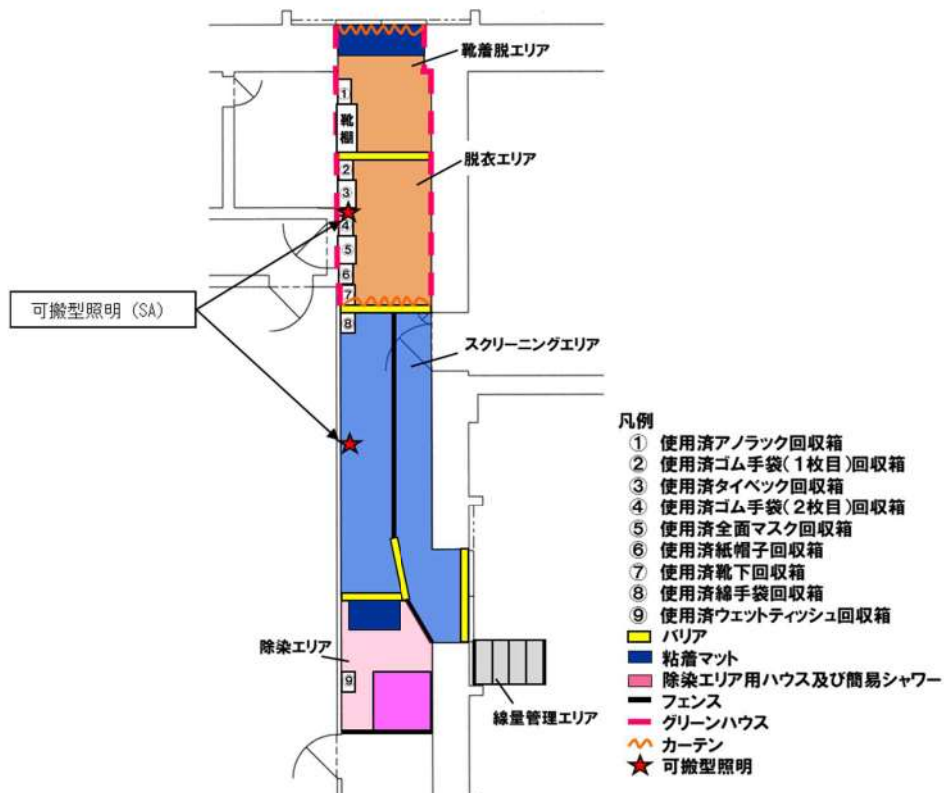 靴着脱エリア
①
靴
棚
脱衣エリア
②
③
④
⑤
⑥
⑦
可搬型照明（SA）
⑧
スクリーニングエリア
除染エリア
⑨
線量管理エリア
凡例
① 使用済アノラック回収箱
② 使用済ゴム手袋（1枚目）回収箱
③ 使用済タイベック回収箱
④ 使用済ゴム手袋（2枚目）回収箱
⑤ 使用済全面マスク回収箱
⑥ 使用済紙帽子回収箱
⑦ 使用済靴下回収箱
⑧ 使用済綿手袋回収箱
⑨ 使用済ウェットティッシュ回収箱
バリア
粘着マット
除染エリア用ハウス及び簡易シャワー
フェンス
グリーンハウス
カーテン
可搬型照明